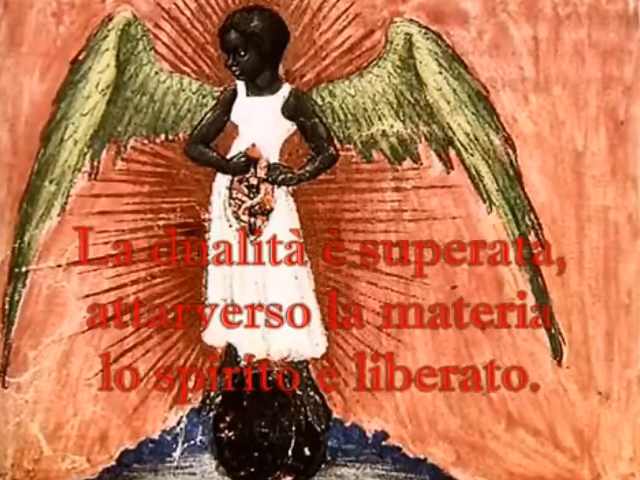 La dualità è superata,
attarverso la materia
lo spirito è liberato.